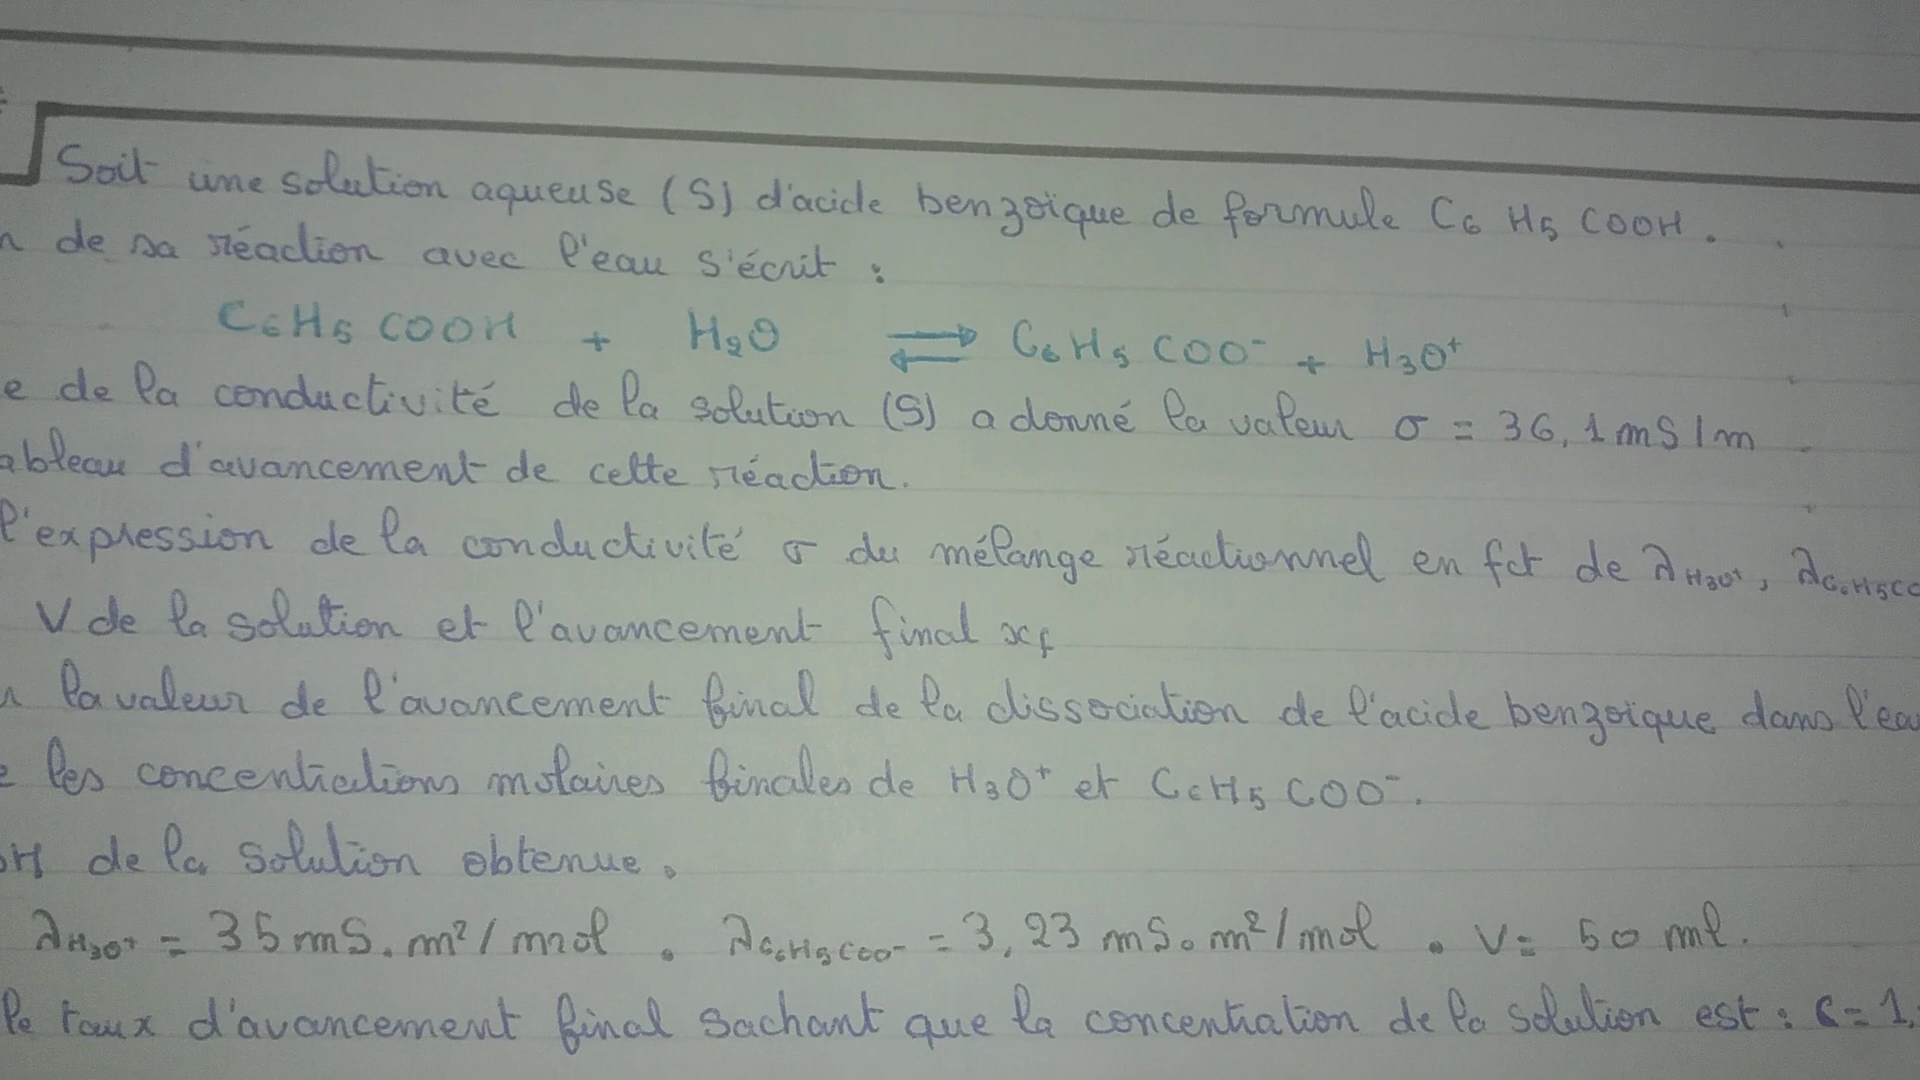 Soit une solution aqueuse (S) d'acide benzoïque de formule C6 H5 COOH.
n de sa réaction avec l'eau s'écrit :
C6H5 COOH + H2O ⇌ C6H5 COO- + H3O+
e de la conductivité de la solution (S) a donné la valeur σ = 36,1 mS/m
ableau d'avancement de cette réaction.
l'expression de la conductivité σ du mélange réactionnel en fct de λH3O+, λC6H5CO
V de la solution et l'avancement final xf
la valeur de l'avancement final de la dissociation de l'acide benzoïque dans l'eau
e les concentrations molaires finales de H3O+ et C6H5 COO-.
pH de la solution obtenue.
λH3O+ = 35 mS.m²/mol . λC6H5COO- = 3,23 mS.m²/mol . V= 50 ml.
le taux d'avancement final sachant que la concentration de la solution est : C= 1,